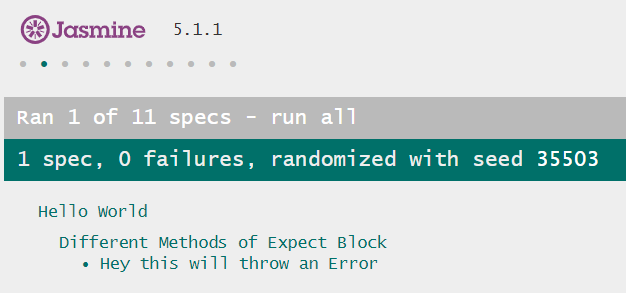 Jasmine 5.1.1
Ran 1 of 11 specs - run all
1 spec, 0 failures, randomized with seed 35503
Hello World
Different Methods of Expect Block
• Hey this will throw an Error